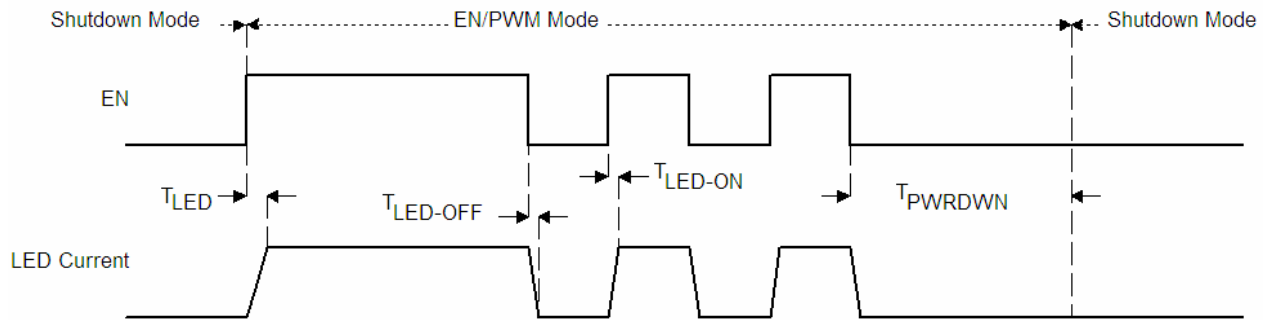 Shutdown Mode
EN/PWM Mode
Shutdown Mode
EN
TLED
TLED-OFF
TLED-ON
TPWRDWN
LED Current